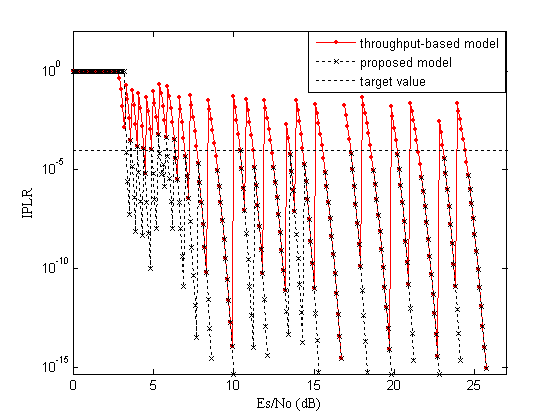 throughput-based model
proposed model
target value
IPLR
10^0
10^-5
10^-10
10^-15
0 5 10 15 20 25
Es/No (dB)